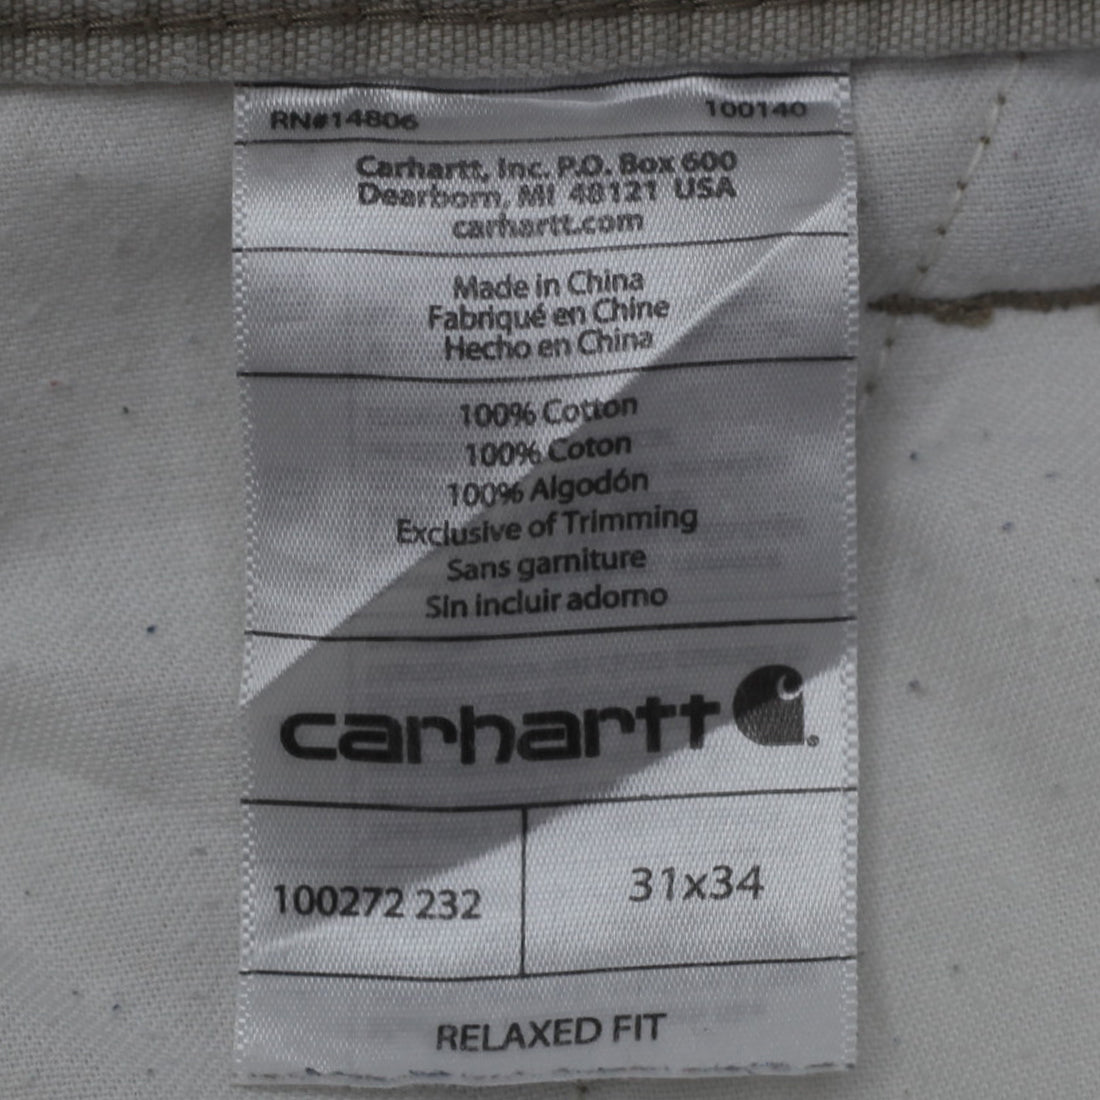 RN#14806 100140
Carhartt, Inc. P.O. Box 600
Dearborn, MI 48121 USA
carhartt.com
Made in China
Fabriqué en Chine
Hecho en China
100% Cotton
100% Coton
100% Algodón
Exclusive of Trimming
Sans garniture
Sin incluir adorno
carhartt
100272 232 31x34
RELAXED FIT